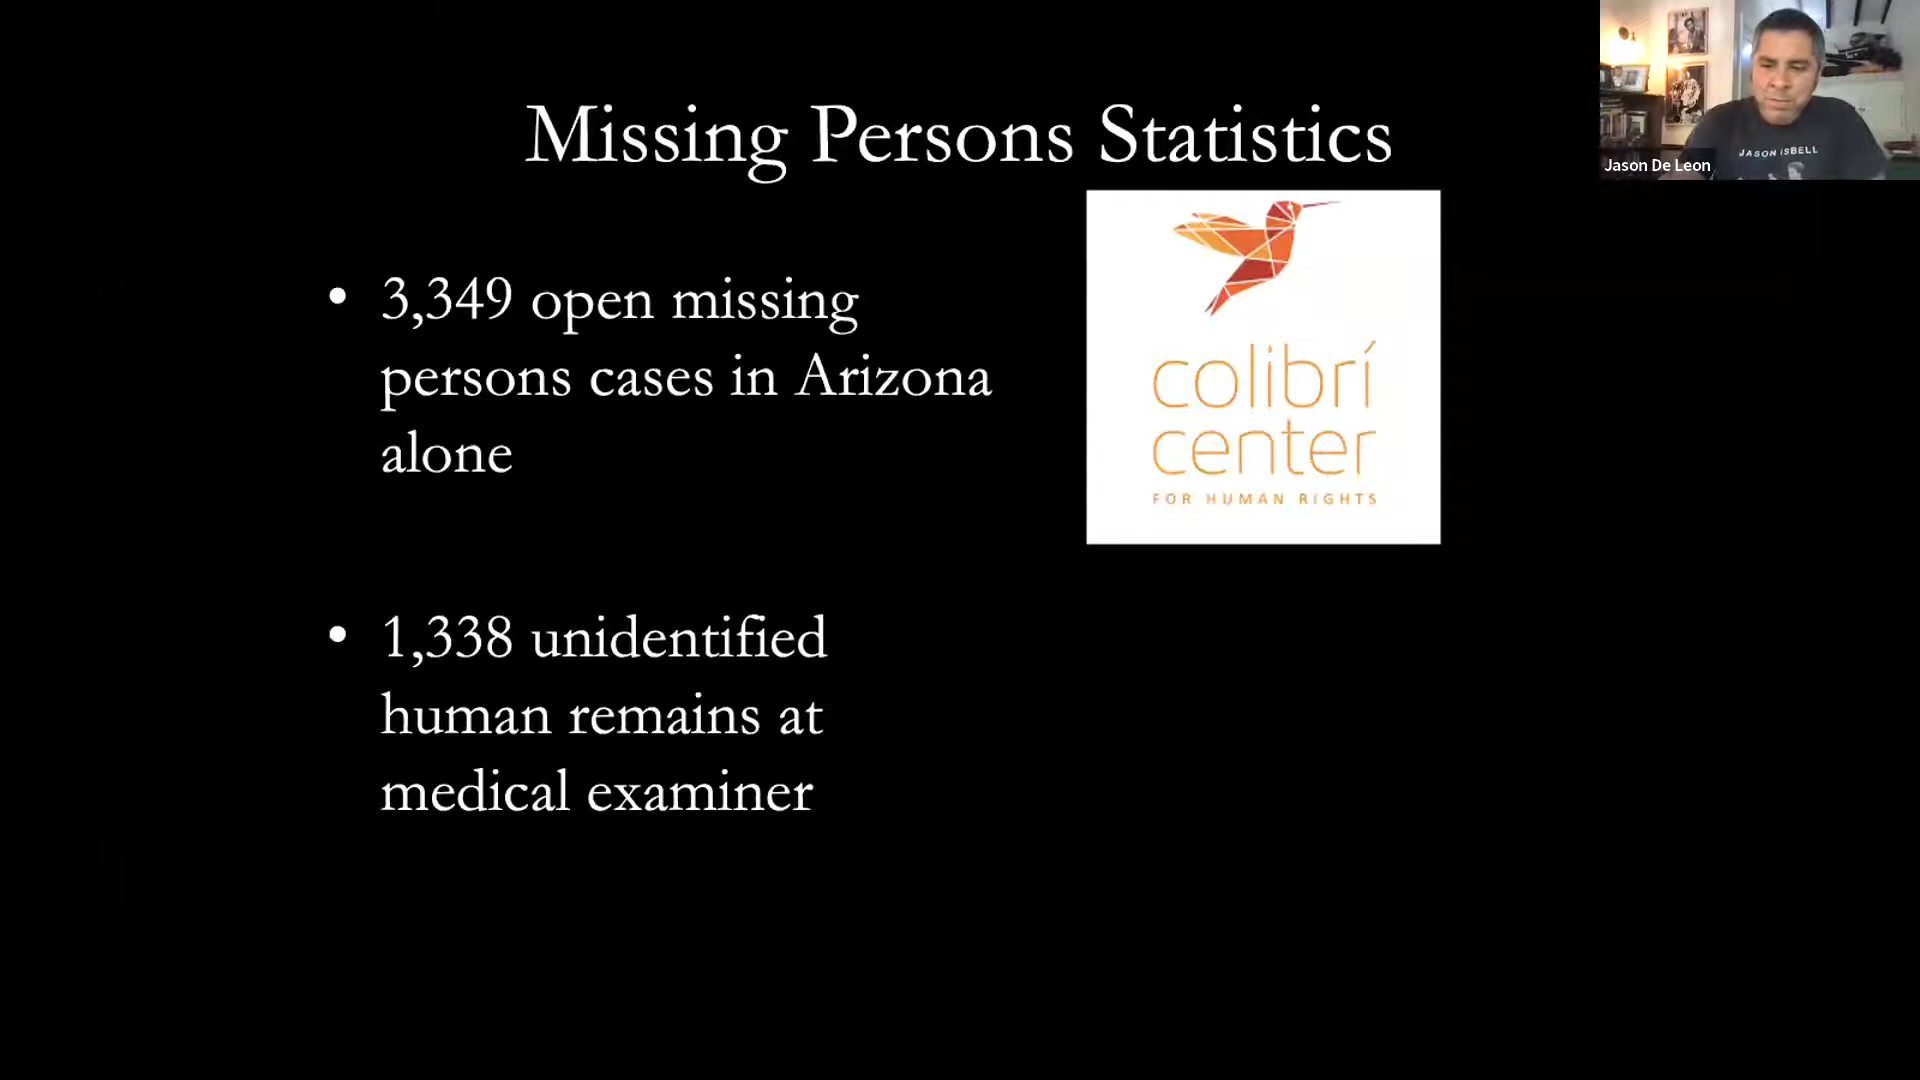 Missing Persons Statistics
• 3,349 open missing
persons cases in Arizona
alone
• 1,338 unidentified
human remains at
medical examiner
colibrí
center
FOR HUMAN RIGHTS
JASON ISBELL
Jason De Leon